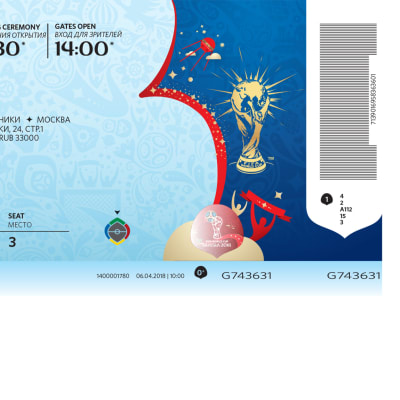 CEREMONY
ИЯ ОТКРЫТИЯ
30*
GATES OPEN
ВХОД ДЛЯ ЗРИТЕЛЕЙ
14:00*
НИКИ ✦ МОСКВА
КИ, 24, СТР.1
RUB 33000
SEAT
МЕСТО
3
1400001780 06.04.2018 | 10:00
0+
G743631
G743631
1
4
2
A112
15
3
7139016958363601